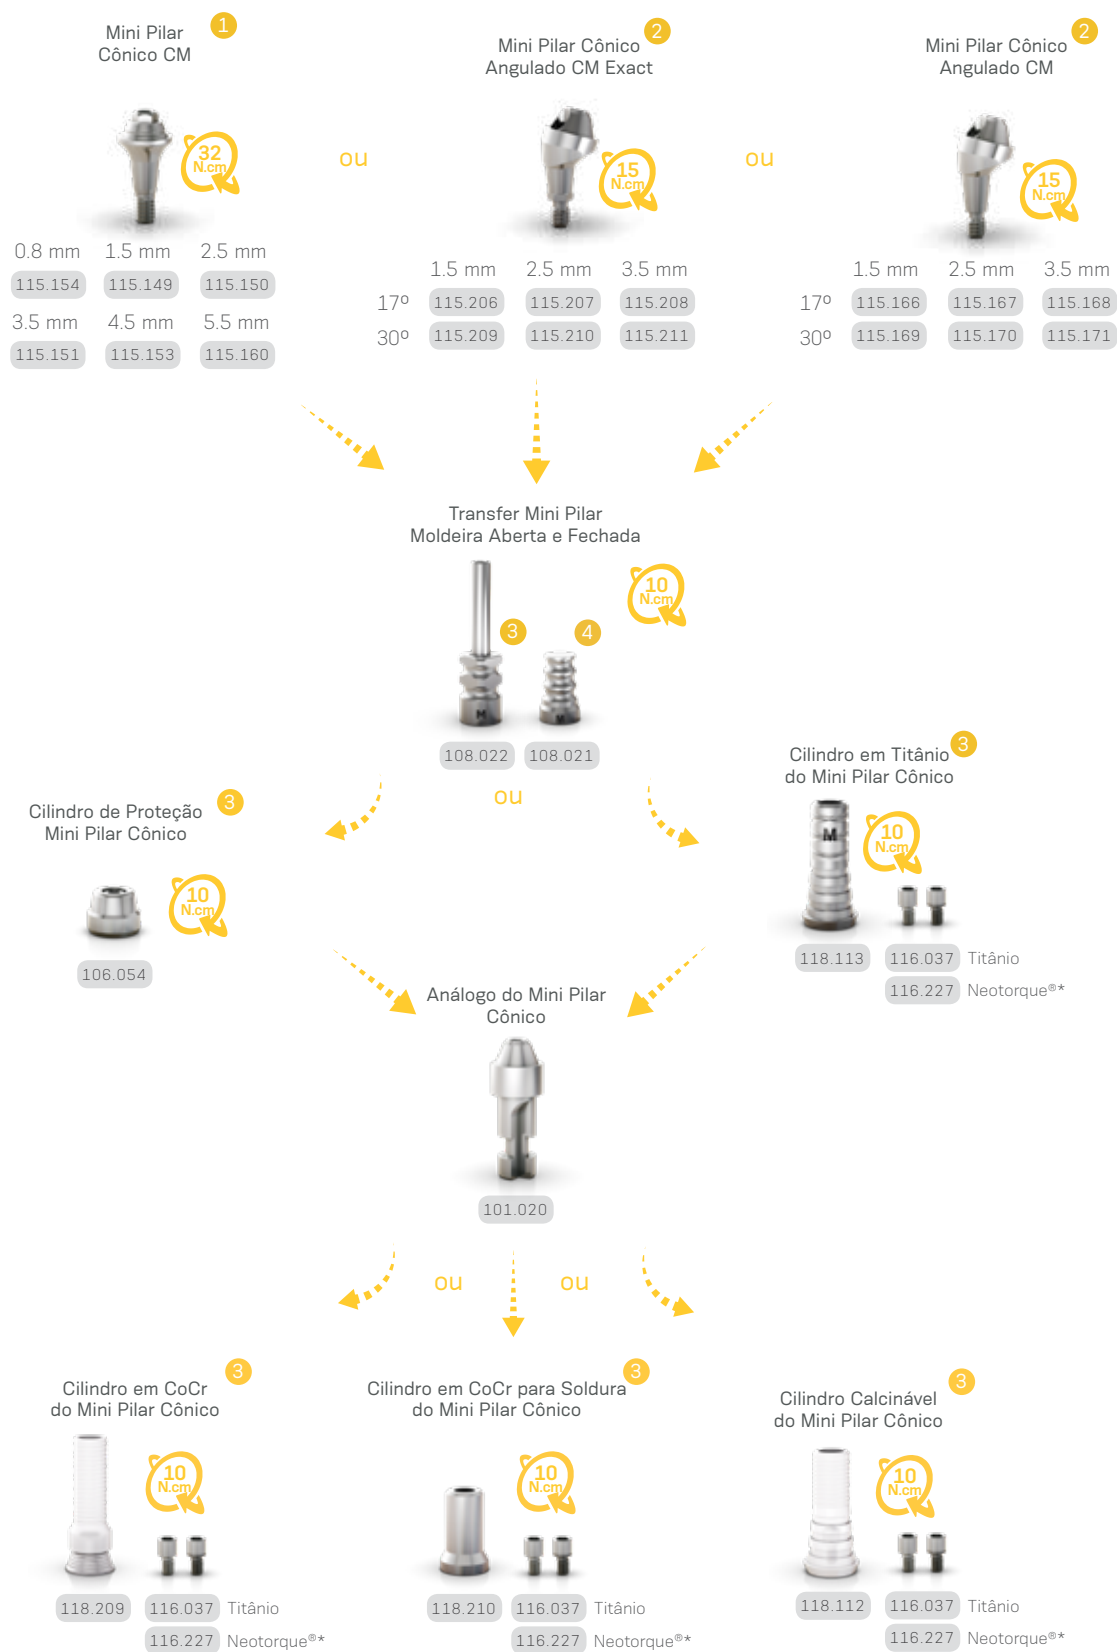 Mini Pilar
Cônico CM
1
32
N.cm
0.8 mm 1.5 mm 2.5 mm
115.154 115.149 115.150
3.5 mm 4.5 mm 5.5 mm
115.151 115.153 115.160
ou
Mini Pilar Cônico
Angulado CM Exact
2
15
N.cm
1.5 mm 2.5 mm 3.5 mm
17º 115.206 115.207 115.208
30º 115.209 115.210 115.211
ou
Mini Pilar Cônico
Angulado CM
2
15
N.cm
1.5 mm 2.5 mm 3.5 mm
17º 115.166 115.167 115.168
30º 115.169 115.170 115.171
Transfer Mini Pilar
Moldeira Aberta e Fechada
10
N.cm
3 4
M M
108.022 108.021
ou
Cilindro de Proteção
Mini Pilar Cônico
3
10
N.cm
106.054
Cilindro em Titânio
do Mini Pilar Cônico
3
M
10
N.cm
118.113 116.037 Titânio
116.227 Neotorque®*
Análogo do Mini Pilar
Cônico
101.020
ou ou
Cilindro em CoCr
do Mini Pilar Cônico
3
10
N.cm
118.209 116.037 Titânio
116.227 Neotorque®*
Cilindro em CoCr para Soldura
do Mini Pilar Cônico
3
10
N.cm
118.210 116.037 Titânio
116.227 Neotorque®*
Cilindro Calcinável
do Mini Pilar Cônico
3
10
N.cm
118.112 116.037 Titânio
116.227 Neotorque®*